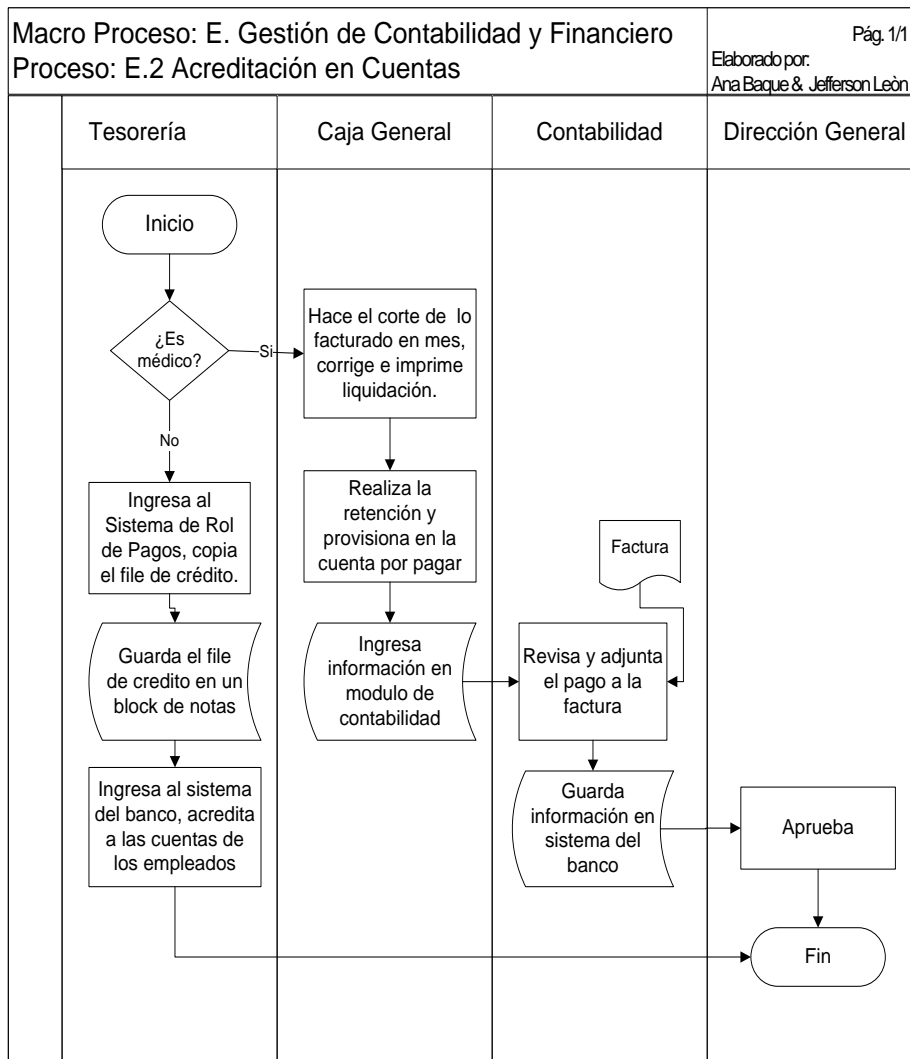 Macro Proceso: E. Gestión de Contabilidad y Financiero
Proceso: E.2 Acreditación en Cuentas
Pág. 1/1
Elaborado por:
Ana Baque & Jefferson Leòn
Tesorería
Caja General
Contabilidad
Dirección General
Inicio
¿Es
médico?
Si
No
Ingresa al
Sistema de Rol
de Pagos, copia
el file de crédito.
Guarda el file
de credito en un
block de notas
Ingresa al sistema
del banco, acredita
a las cuentas de
los empleados
Hace el corte de lo
facturado en mes,
corrige e imprime
liquidación.
Realiza la
retención y
provisiona en la
cuenta por pagar
Ingresa
información en
modulo de
contabilidad
Factura
Revisa y adjunta
el pago a la
factura
Guarda
información en
sistema del
banco
Aprueba
Fin